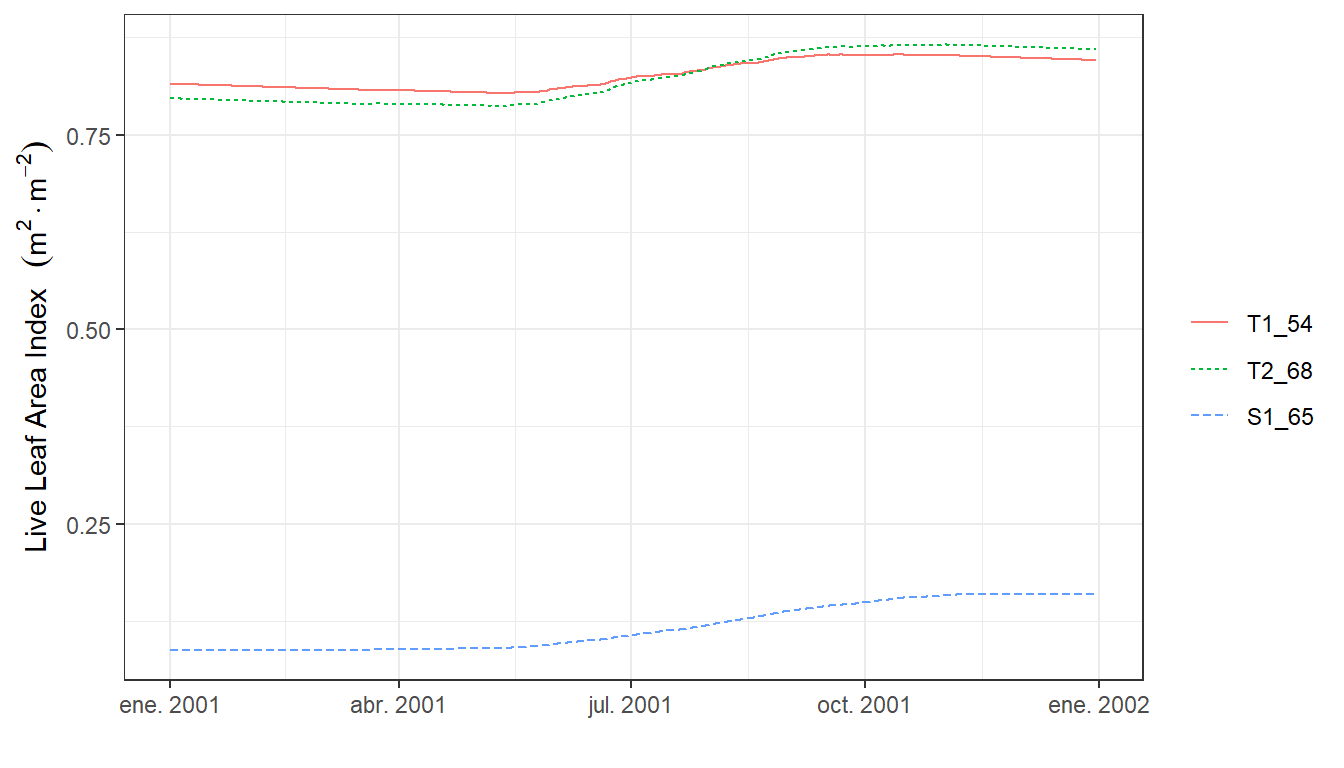 Live Leaf Area Index (m² · m⁻²)
0.75
0.50
0.25
ene. 2001 abr. 2001 jul. 2001 oct. 2001 ene. 2002
T1_54
T2_68
S1_65